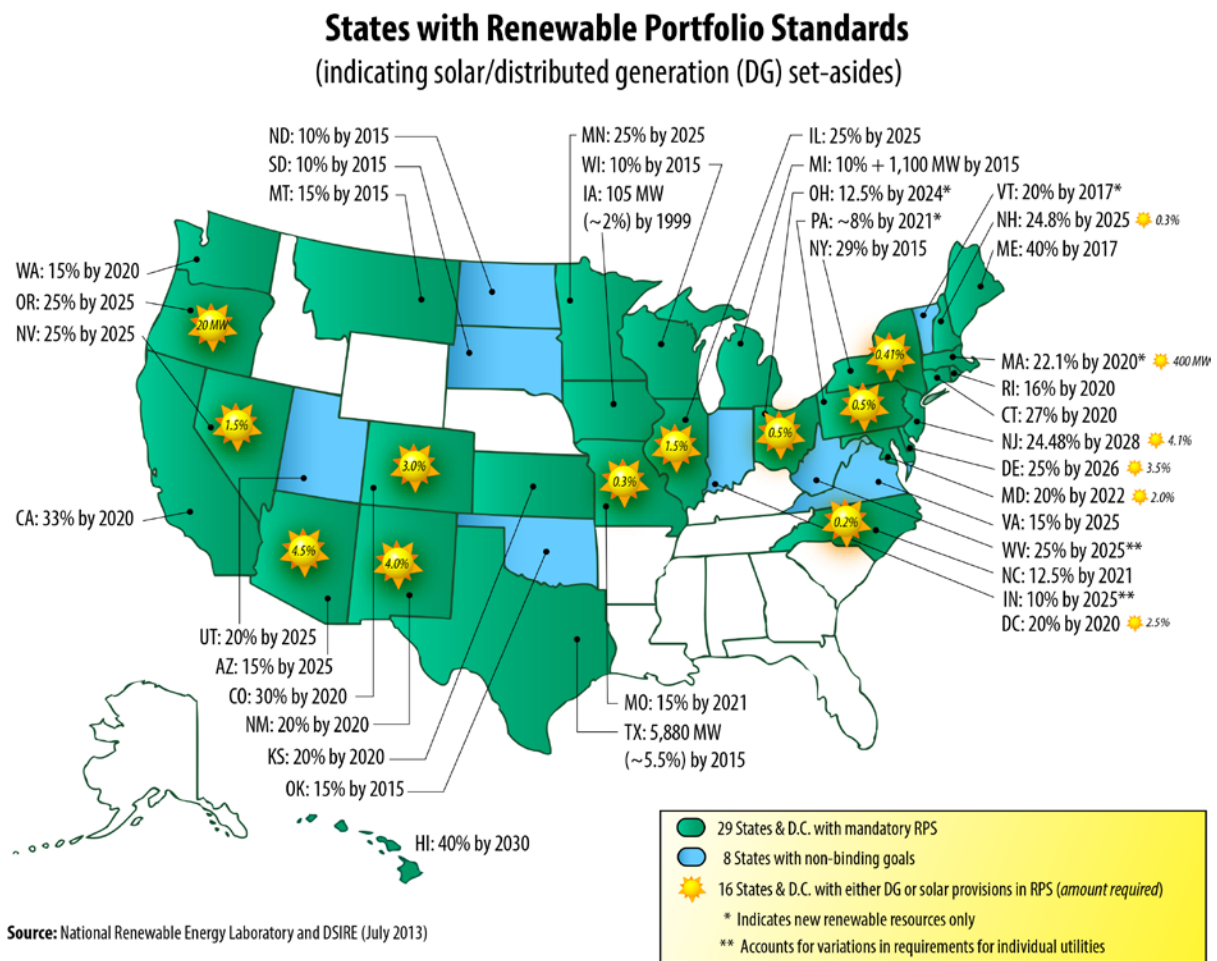 States with Renewable Portfolio Standards
(indicating solar/distributed generation (DG) set-asides)
ND: 10% by 2015
SD: 10% by 2015
MT: 15% by 2015
MN: 25% by 2025
WI: 10% by 2015
IA: 105 MW
(~2%) by 1999
IL: 25% by 2025
MI: 10% + 1,100 MW by 2015
OH: 12.5% by 2024*
PA: ~8% by 2021*
NY: 29% by 2015
VT: 20% by 2017*
NH: 24.8% by 2025 0.3%
ME: 40% by 2017
WA: 15% by 2020
OR: 25% by 2025
NV: 25% by 2025
20 MW
0.41%
MA: 22.1% by 2020* 400 MW
RI: 16% by 2020
CT: 27% by 2020
NJ: 24.48% by 2028 4.1%
DE: 25% by 2026 3.5%
MD: 20% by 2022 2.0%
VA: 15% by 2025
WV: 25% by 2025**
NC: 12.5% by 2021
IN: 10% by 2025**
DC: 20% by 2020 2.5%
0.5%
1.5%
0.5%
1.5%
3.0%
0.3%
0.2%
4.5%
4.0%
CA: 33% by 2020
UT: 20% by 2025
AZ: 15% by 2025
CO: 30% by 2020
NM: 20% by 2020
KS: 20% by 2020
OK: 15% by 2015
MO: 15% by 2021
TX: 5,880 MW
(~5.5%) by 2015
HI: 40% by 2030
29 States & D.C. with mandatory RPS
8 States with non-binding goals
16 States & D.C. with either DG or solar provisions in RPS (amount required)
* Indicates new renewable resources only
** Accounts for variations in requirements for individual utilities
Source: National Renewable Energy Laboratory and DSIRE (July 2013)